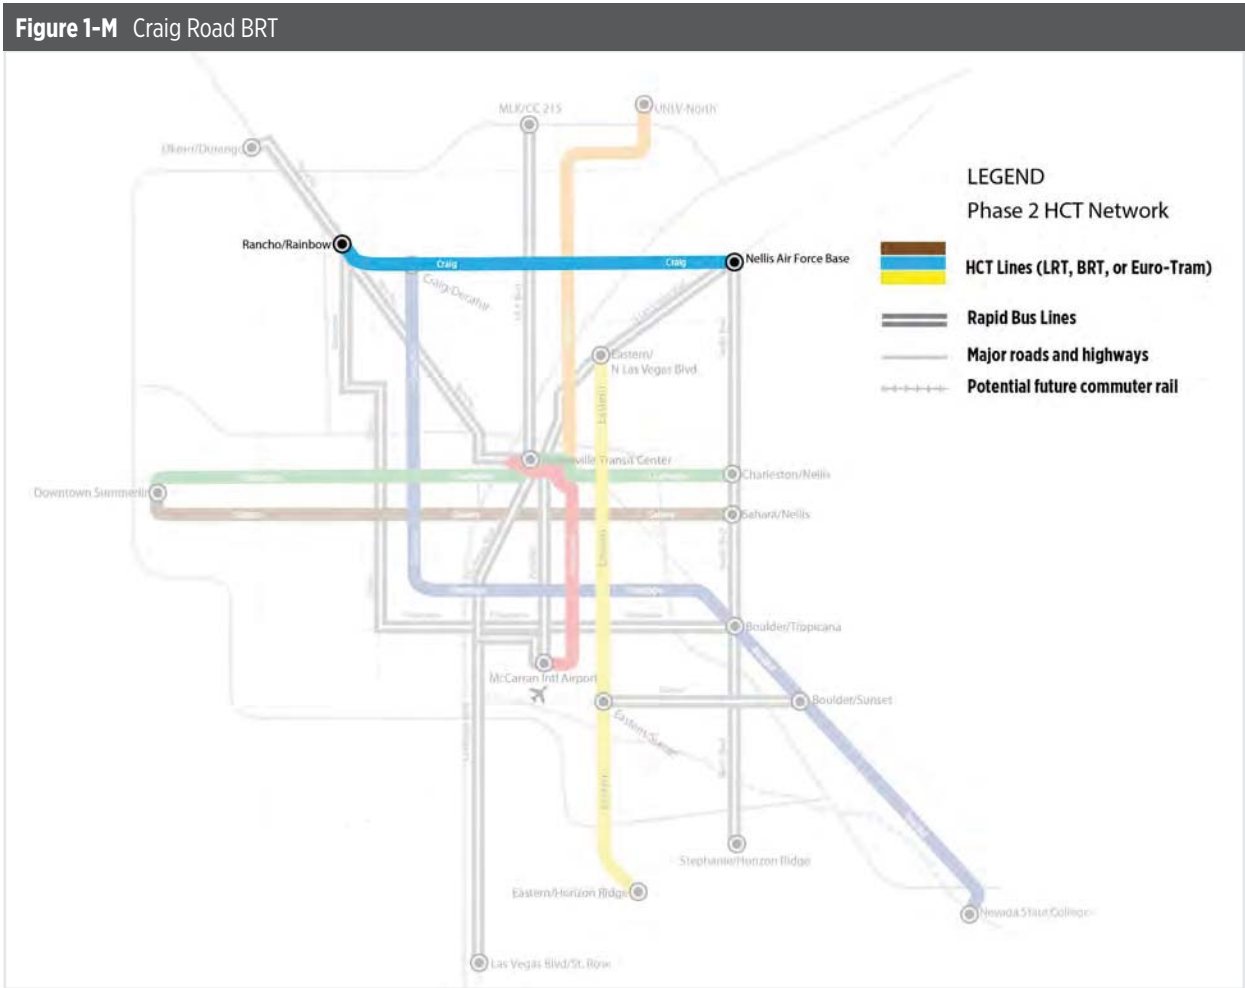 Figure 1-M Craig Road BRT
MLK/CC 215
UNLV-North
LEGEND
Phase 2 HCT Network
Rancho/Rainbow
Craig
Craig
Nellis Air Force Base
HCT Lines (LRT, BRT, or Euro-Tram)
Craig/Decatur
Rapid Bus Lines
Eastern/
N Las Vegas Blvd
Major roads and highways
Potential future commuter rail
Eastern
Transit Center
Charleston/Nellis
Downtown Summerlin
Sahara/Nellis
Boulder/Tropicana
McCarran Intl Airport
Boulder/Sunset
Eastern/Sunset
Stephanie/Horizon Ridge
Eastern/Horizon Ridge
Nevada State College
Las Vegas Blvd/St. Rose